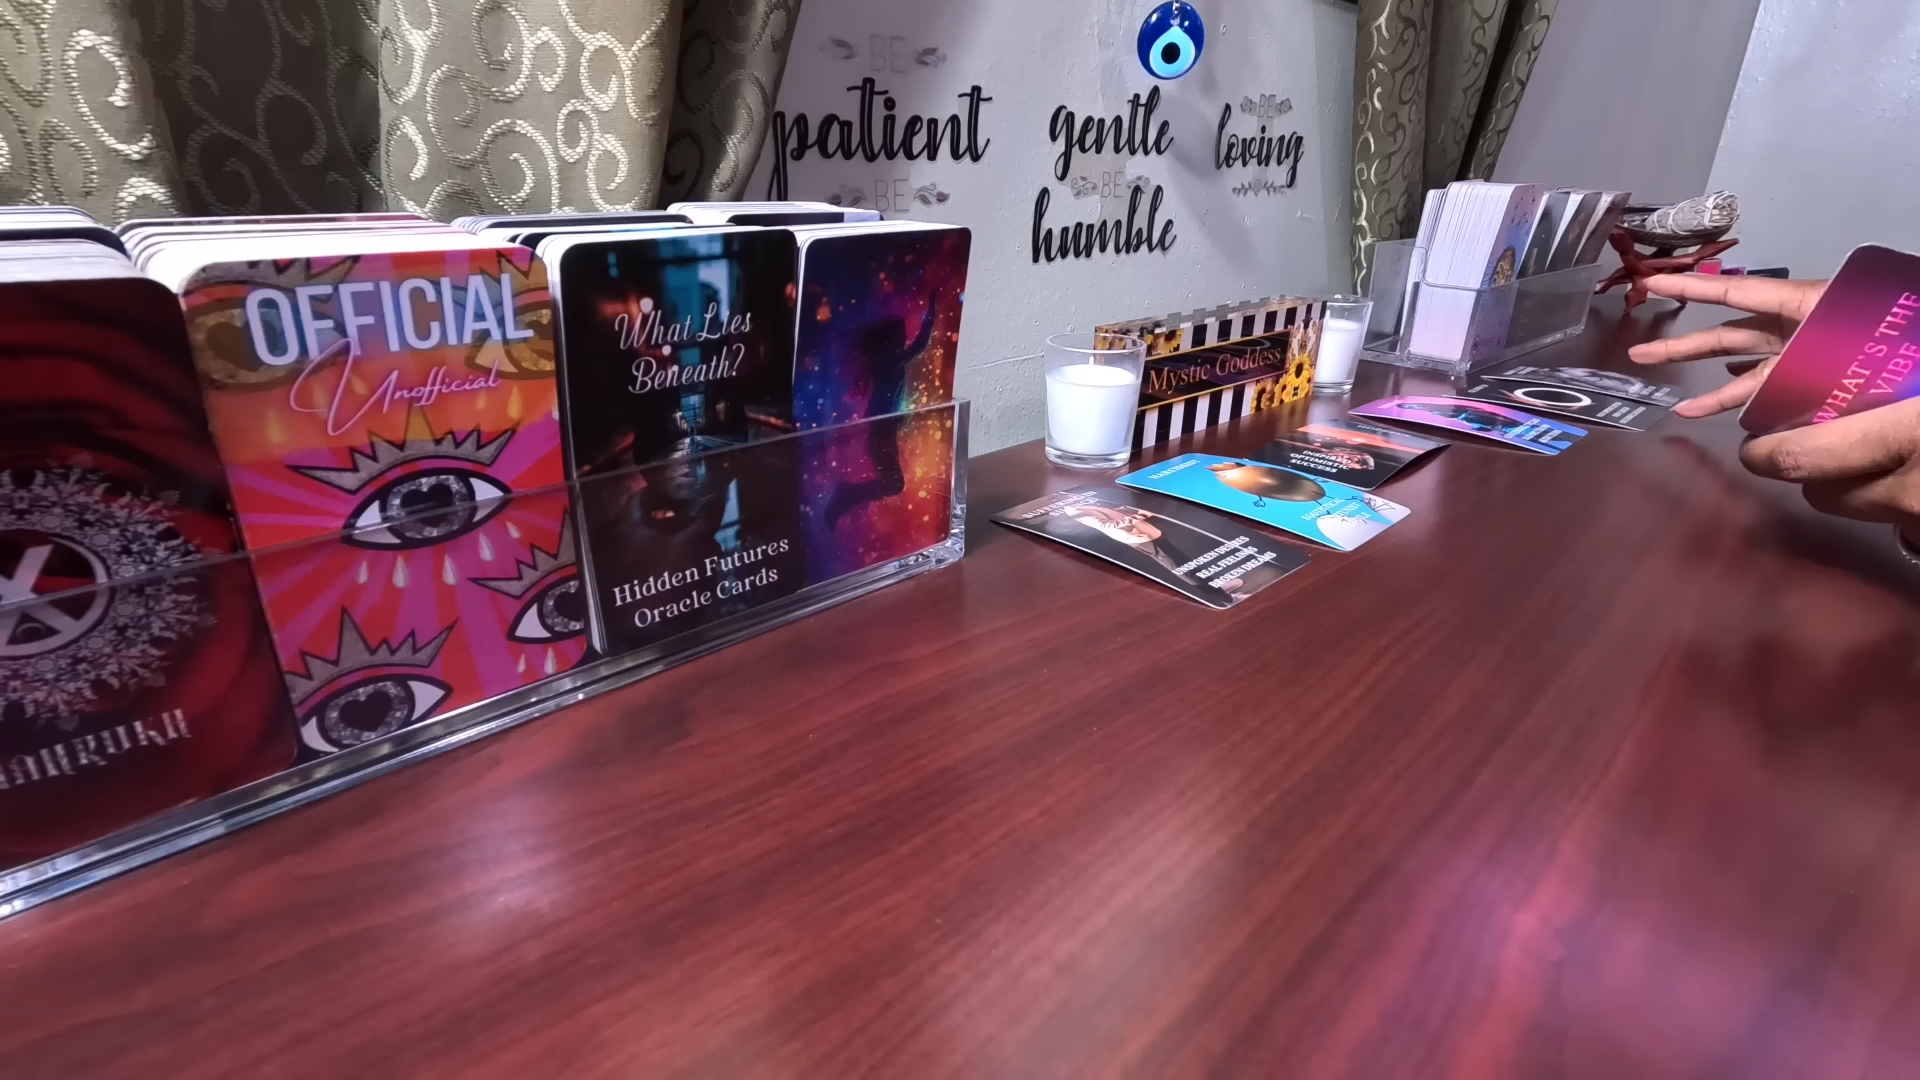 BE
patient
BE
gentle
BE
humble
BE
loving
OFFICIAL
Unofficial
What Lies
Beneath?
Hidden Futures
Oracle Cards
Mystic Goddess
INSPIRED
OPTIMISTIC
SUCCESS
UNSPOKEN DESIRES
REAL FEELINGS
BROKEN DREAMS
WHAT'S THE
VIBE